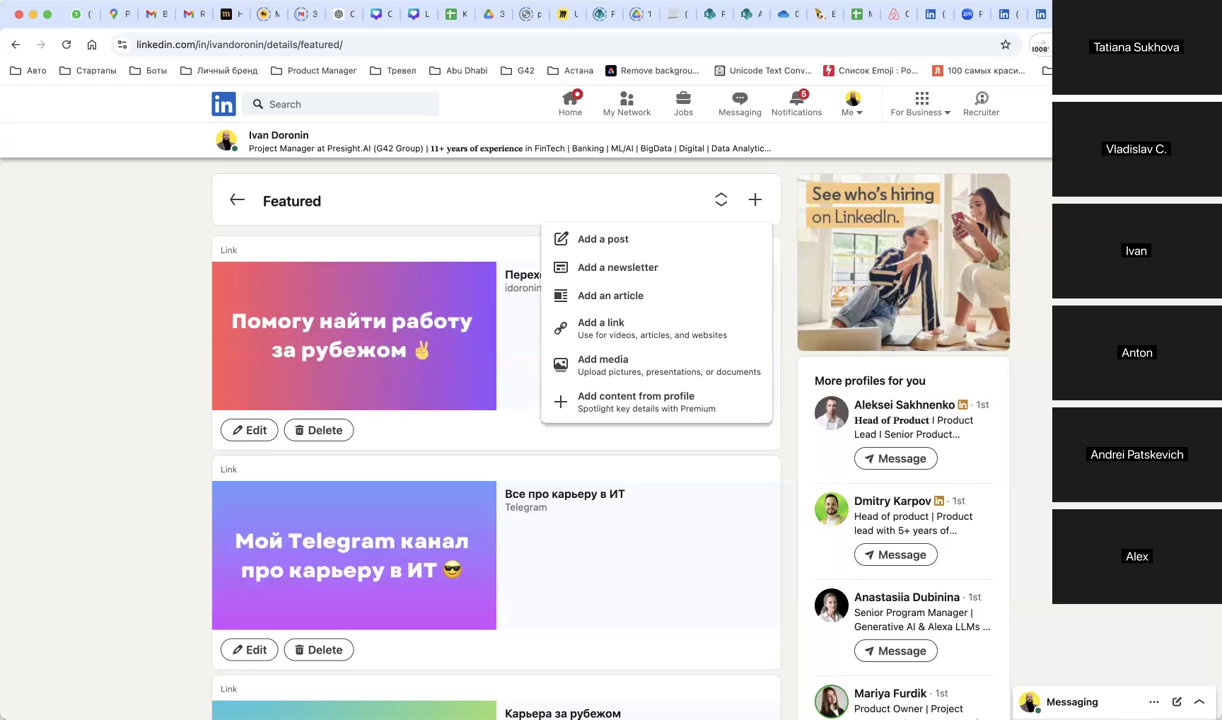 linkedin.com/in/ivandoronin/details/featured/
Авто
Стартапы
Боты
Личный бренд
Product Manager
Тревел
Abu Dhabi
G42
Астана
Remove backgrou...
Unicode Text Conv...
Список Emoji : Po...
100 самых краси...
in
Search
Home
My Network
Jobs
Messaging
5
Notifications
Me
For Business
Recruiter
Ivan Doronin
Project Manager at Presight.AI (G42 Group) | 11+ years of experience in FinTech | Banking | ML/AI | BigData | Digital | Data Analytic...
Featured
Add a post
Add a newsletter
Add an article
Add a link
Use for videos, articles, and websites
Add media
Upload pictures, presentations, or documents
Add content from profile
Spotlight key details with Premium
Link
Помогу найти работу
за рубежом ✌️
Edit
Delete
Link
Мой Telegram канал
про карьеру в ИТ 😎
Все про карьеру в ИТ
Telegram
Edit
Delete
Link
Карьера за рубежом
See who's hiring
on LinkedIn.
More profiles for you
Aleksei Sakhnenko in · 1st
Head of Product I Product
Lead I Senior Product...
Message
Dmitry Karpov in · 1st
Head of product | Product
lead with 5+ years of...
Message
Anastasiia Dubinina · 1st
Senior Program Manager |
Generative AI & Alexa LLMs ...
Message
Mariya Furdik · 1st
Product Owner | Project
Messaging
Tatiana Sukhova
Vladislav C.
Ivan
Anton
Andrei Patskevich
Alex